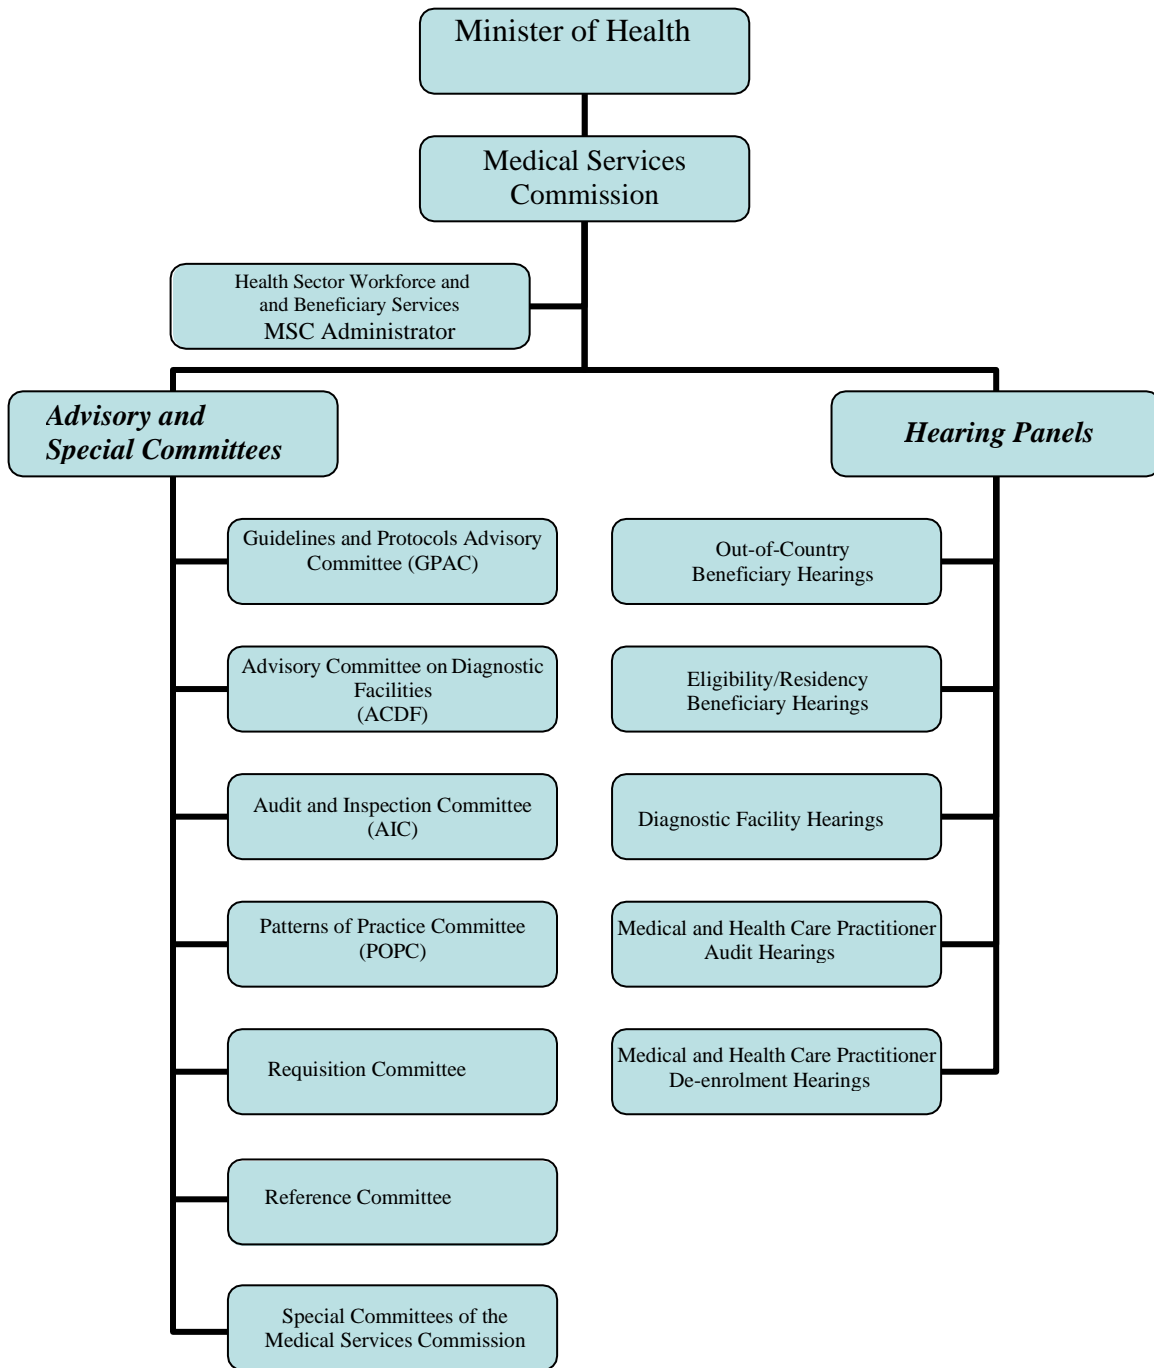 Minister of Health
Medical Services
Commission
Health Sector Workforce and
and Beneficiary Services
MSC Administrator
Advisory and
Special Committees
Hearing Panels
Guidelines and Protocols Advisory
Committee (GPAC)
Advisory Committee on Diagnostic
Facilities
(ACDF)
Audit and Inspection Committee
(AIC)
Patterns of Practice Committee
(POPC)
Requisition Committee
Reference Committee
Special Committees of the
Medical Services Commission
Out-of-Country
Beneficiary Hearings
Eligibility/Residency
Beneficiary Hearings
Diagnostic Facility Hearings
Medical and Health Care Practitioner
Audit Hearings
Medical and Health Care Practitioner
De-enrolment Hearings